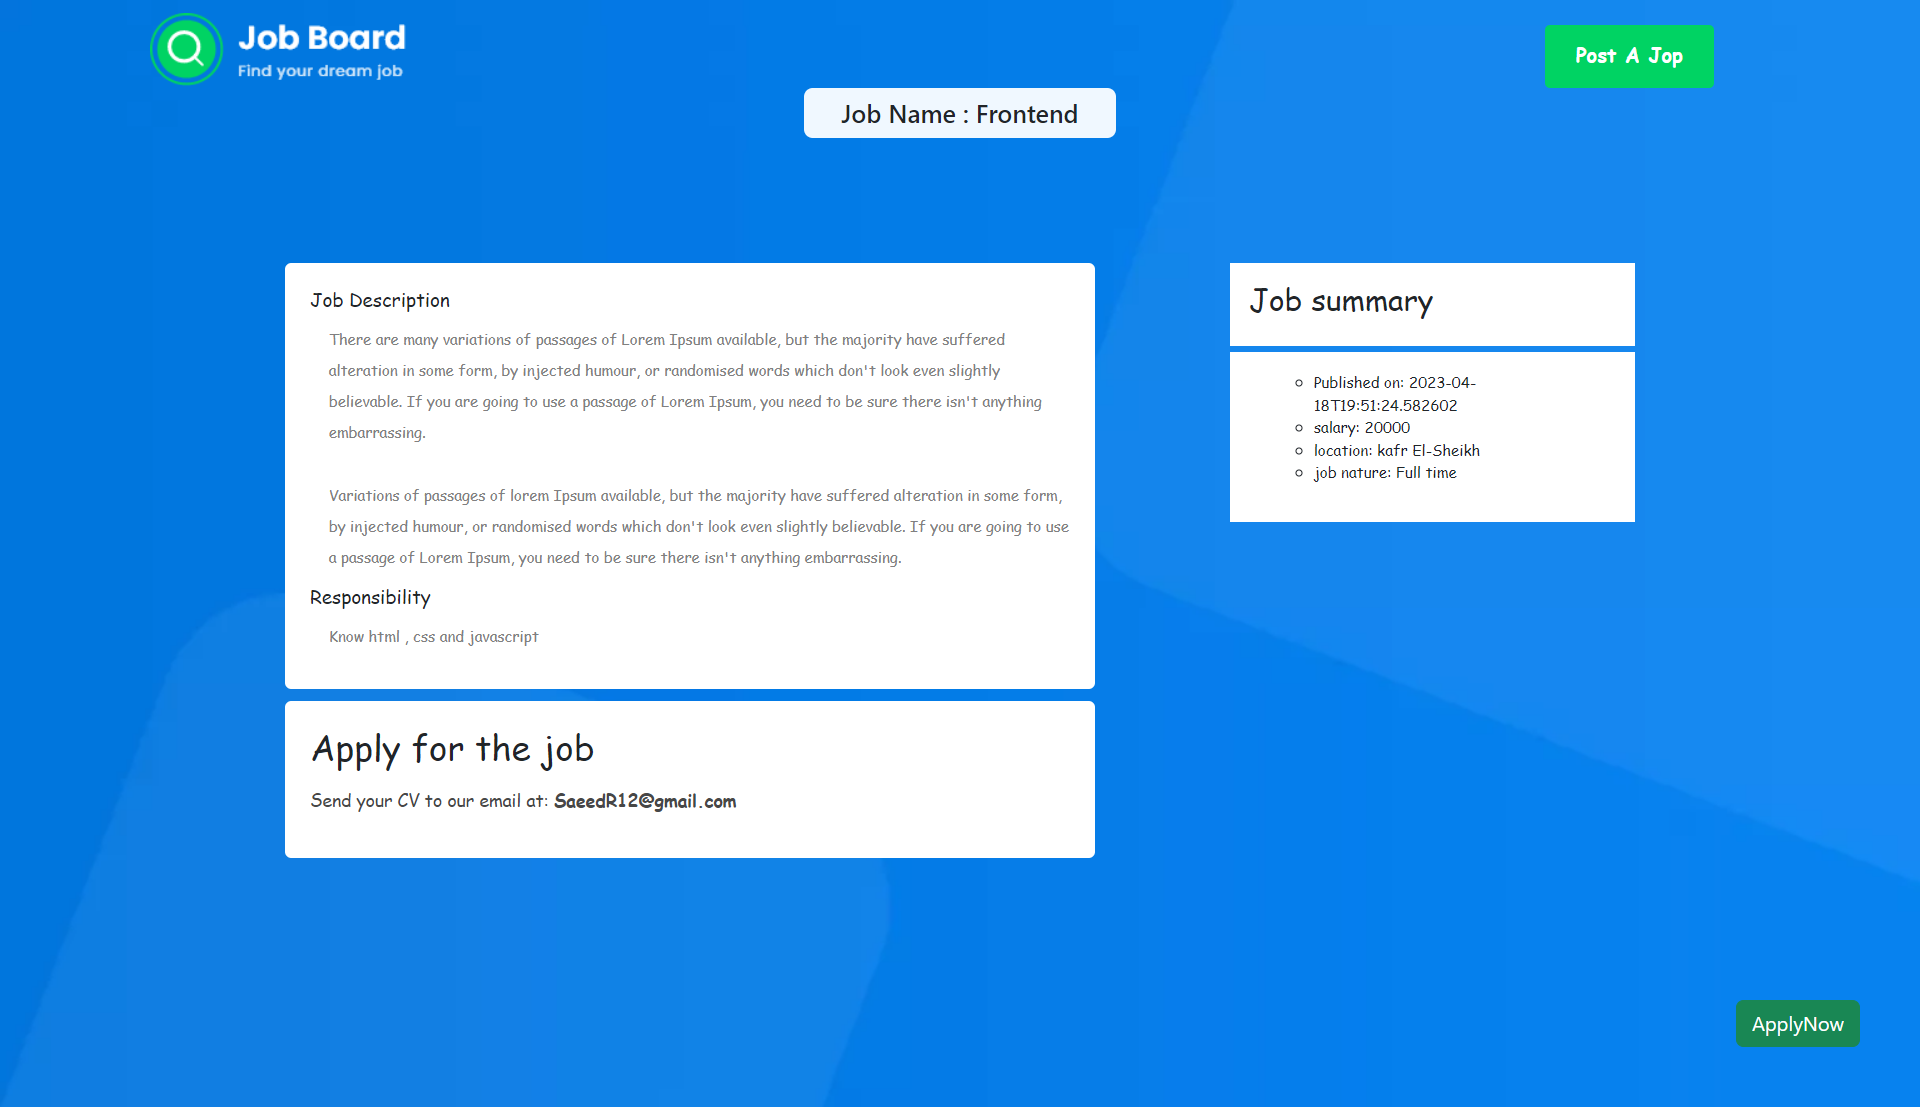 Job Board
Find your dream job
Post A Jop
Job Name : Frontend
Job Description
There are many variations of passages of Lorem Ipsum available, but the majority have suffered
alteration in some form, by injected humour, or randomised words which don't look even slightly
believable. If you are going to use a passage of Lorem Ipsum, you need to be sure there isn't anything
embarrassing.
Variations of passages of lorem Ipsum available, but the majority have suffered alteration in some form,
by injected humour, or randomised words which don't look even slightly believable. If you are going to use
a passage of Lorem Ipsum, you need to be sure there isn't anything embarrassing.
Responsibility
Know html , css and javascript
Apply for the job
Send your CV to our email at: SaeedR12@gmail.com
Job summary
Published on: 2023-04-
18T19:51:24.582602
salary: 20000
location: kafr El-Sheikh
job nature: Full time
ApplyNow